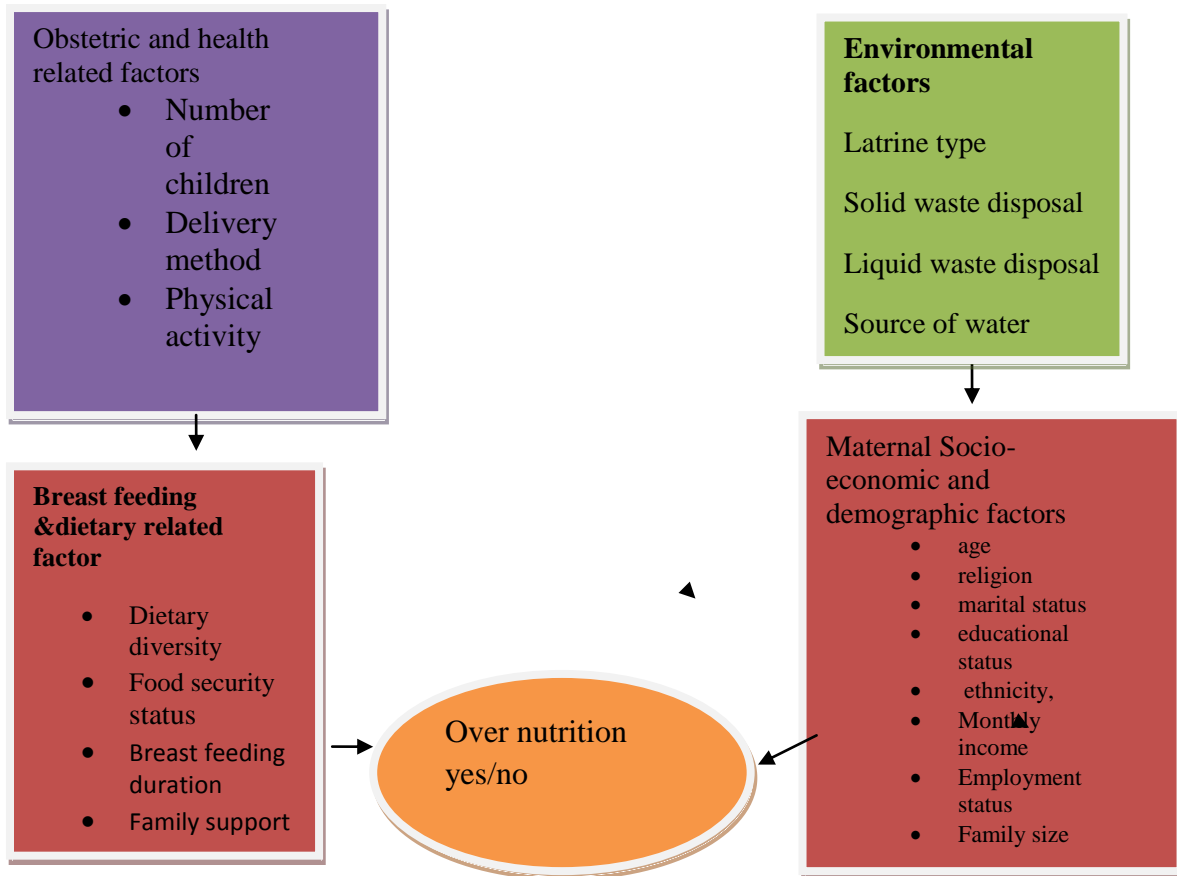 Obstetric and health
related factors
• Number
of
children
• Delivery
method
• Physical
activity
Environmental
factors
Latrine type
Solid waste disposal
Liquid waste disposal
Source of water
Breast feeding
&dietary related
factor
• Dietary
diversity
• Food security
status
• Breast feeding
duration
• Family support
Over nutrition
yes/no
Maternal Socio-
economic and
demographic factors
• age
• religion
• marital status
• educational
status
• ethnicity,
• Monthly
income
• Employment
status
• Family size